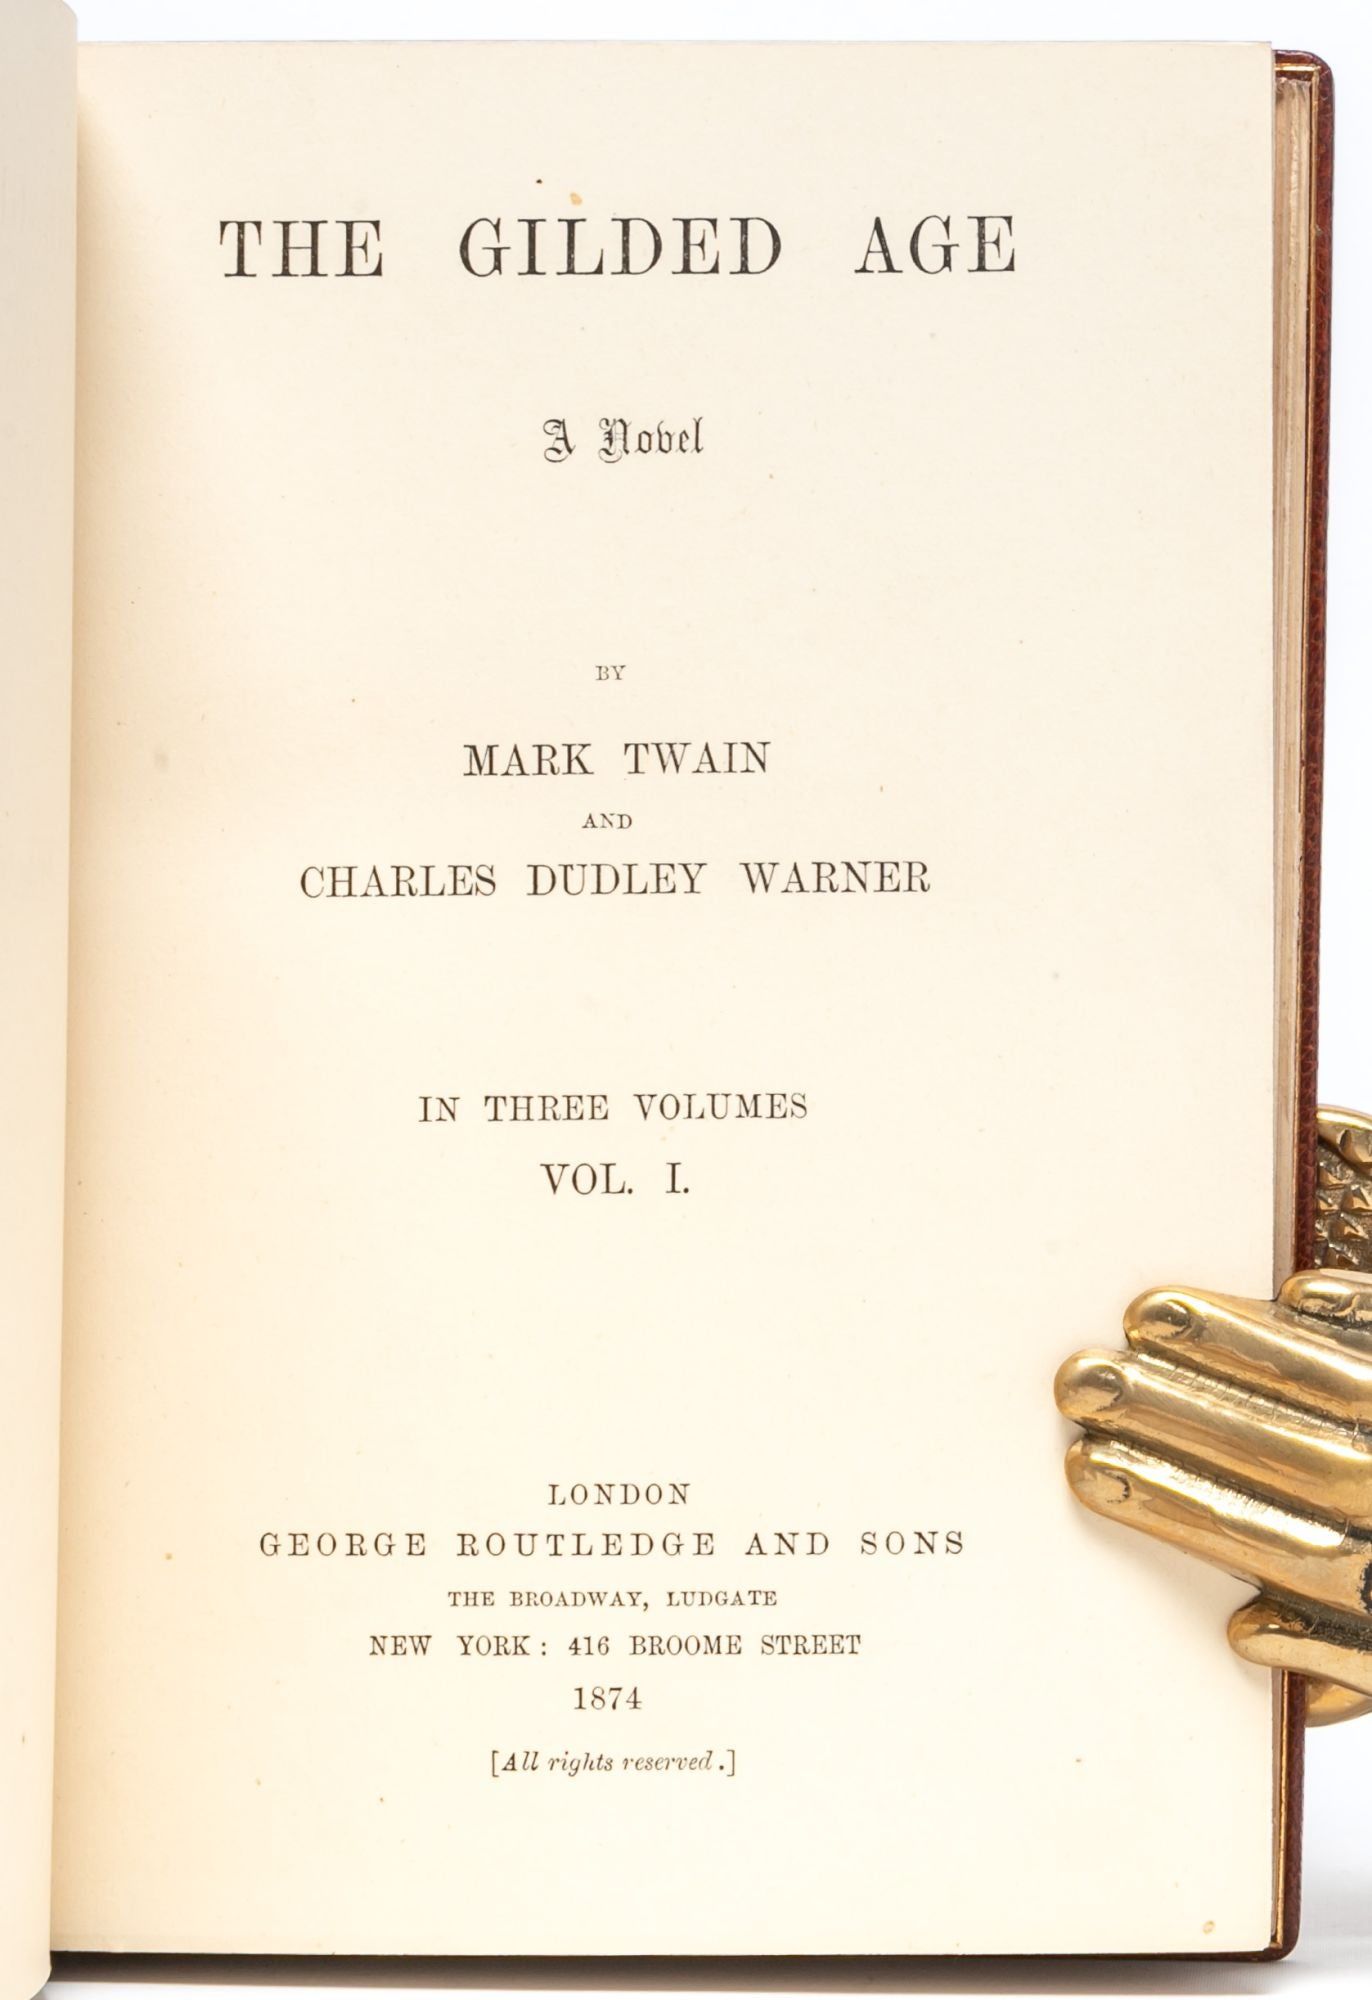 THE GILDED AGE
A Novel
BY
MARK TWAIN
AND
CHARLES DUDLEY WARNER
IN THREE VOLUMES
VOL. I.
LONDON
GEORGE ROUTLEDGE AND SONS
THE BROADWAY, LUDGATE
NEW YORK: 416 BROOME STREET
1874
[All rights reserved.]